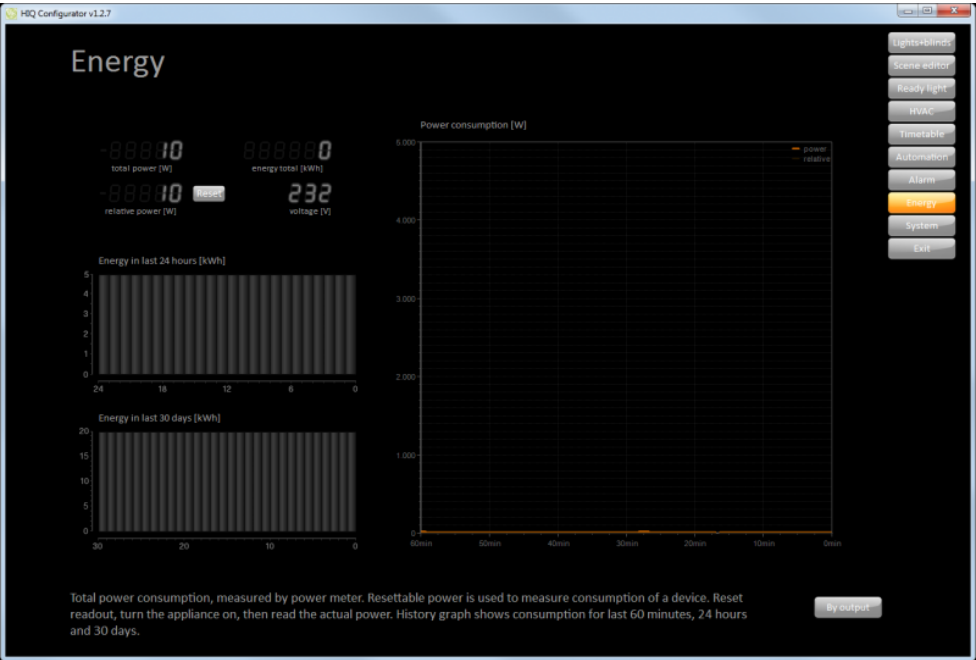 HIQ Configurator v1.2.7
Energy
Lights+blinds
Scene editor
Ready light
HVAC
Timetable
Automation
Alarm
Energy
System
Exit
10
total power [W]
0
energy total [kWh]
10
relative power [W]
Reset
232
voltage [V]
Energy in last 24 hours [kWh]
5
4
3
2
1
0
24 18 12 6 0
Energy in last 30 days [kWh]
20
15
10
5
0
30 20 10 0
Power consumption [W]
power
relative
5.000
4.000
3.000
2.000
1.000
0
60min 50min 40min 30min 20min 10min 0min
Total power consumption, measured by power meter. Resettable power is used to measure consumption of a device. Reset
readout, turn the appliance on, then read the actual power. History graph shows consumption for last 60 minutes, 24 hours
and 30 days.
By output